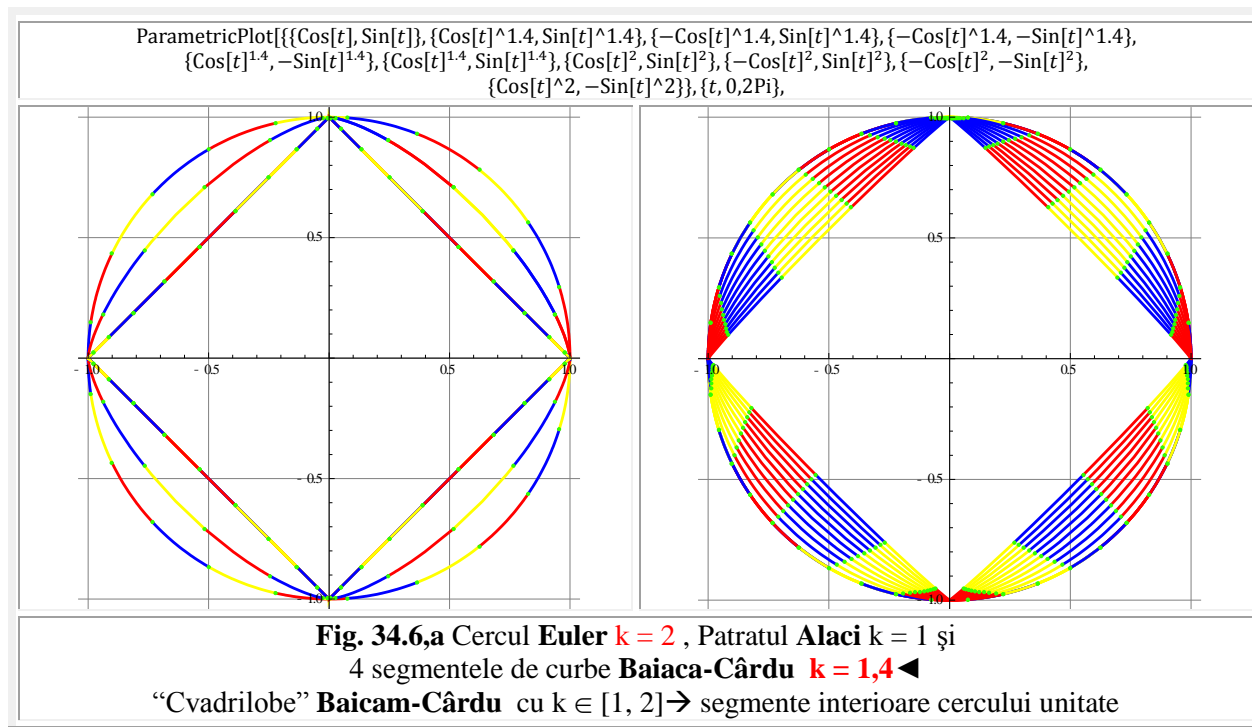 ParametricPlot[{{Cos[t], Sin[t]}, {Cos[t]^1.4, Sin[t]^1.4}, {−Cos[t]^1.4, Sin[t]^1.4}, {−Cos[t]^1.4, −Sin[t]^1.4},
{Cos[t]^1.4, −Sin[t]^1.4}, {Cos[t]^1.4, Sin[t]^1.4}, {Cos[t]^2, Sin[t]^2}, {−Cos[t]^2, Sin[t]^2}, {−Cos[t]^2, −Sin[t]^2},
{Cos[t]^2, −Sin[t]^2}}, {t, 0,2Pi},
1.0
0.5
- 1.0 - 0.5 0.5 1.0
- 0.5
- 1.0
1.0
0.5
- 1.0 - 0.5 0.5 1.0
- 0.5
- 1.0
Fig. 34.6,a Cercul Euler k = 2 , Patratul Alaci k = 1 şi
4 segmentele de curbe Baiaca-Cârdu k = 1,4◄
“Cvadrilobe” Baicam-Cârdu cu k ∈ [1, 2]→ segmente interioare cercului unitate